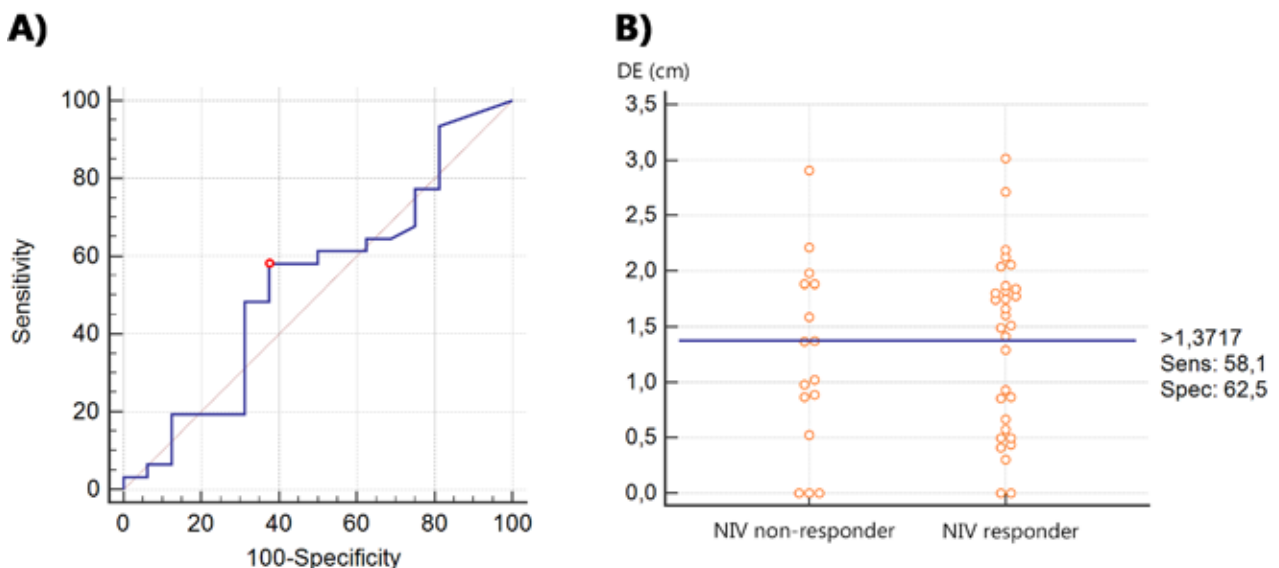 A)
100
80
60
40
20
0
Sensitivity
0 20 40 60 80 100
100-Specificity
B)
DE (cm)
3,5
3,0
2,5
2,0
1,5
1,0
0,5
0,0
NIV non-responder NIV responder
>1,3717
Sens: 58,1
Spec: 62,5